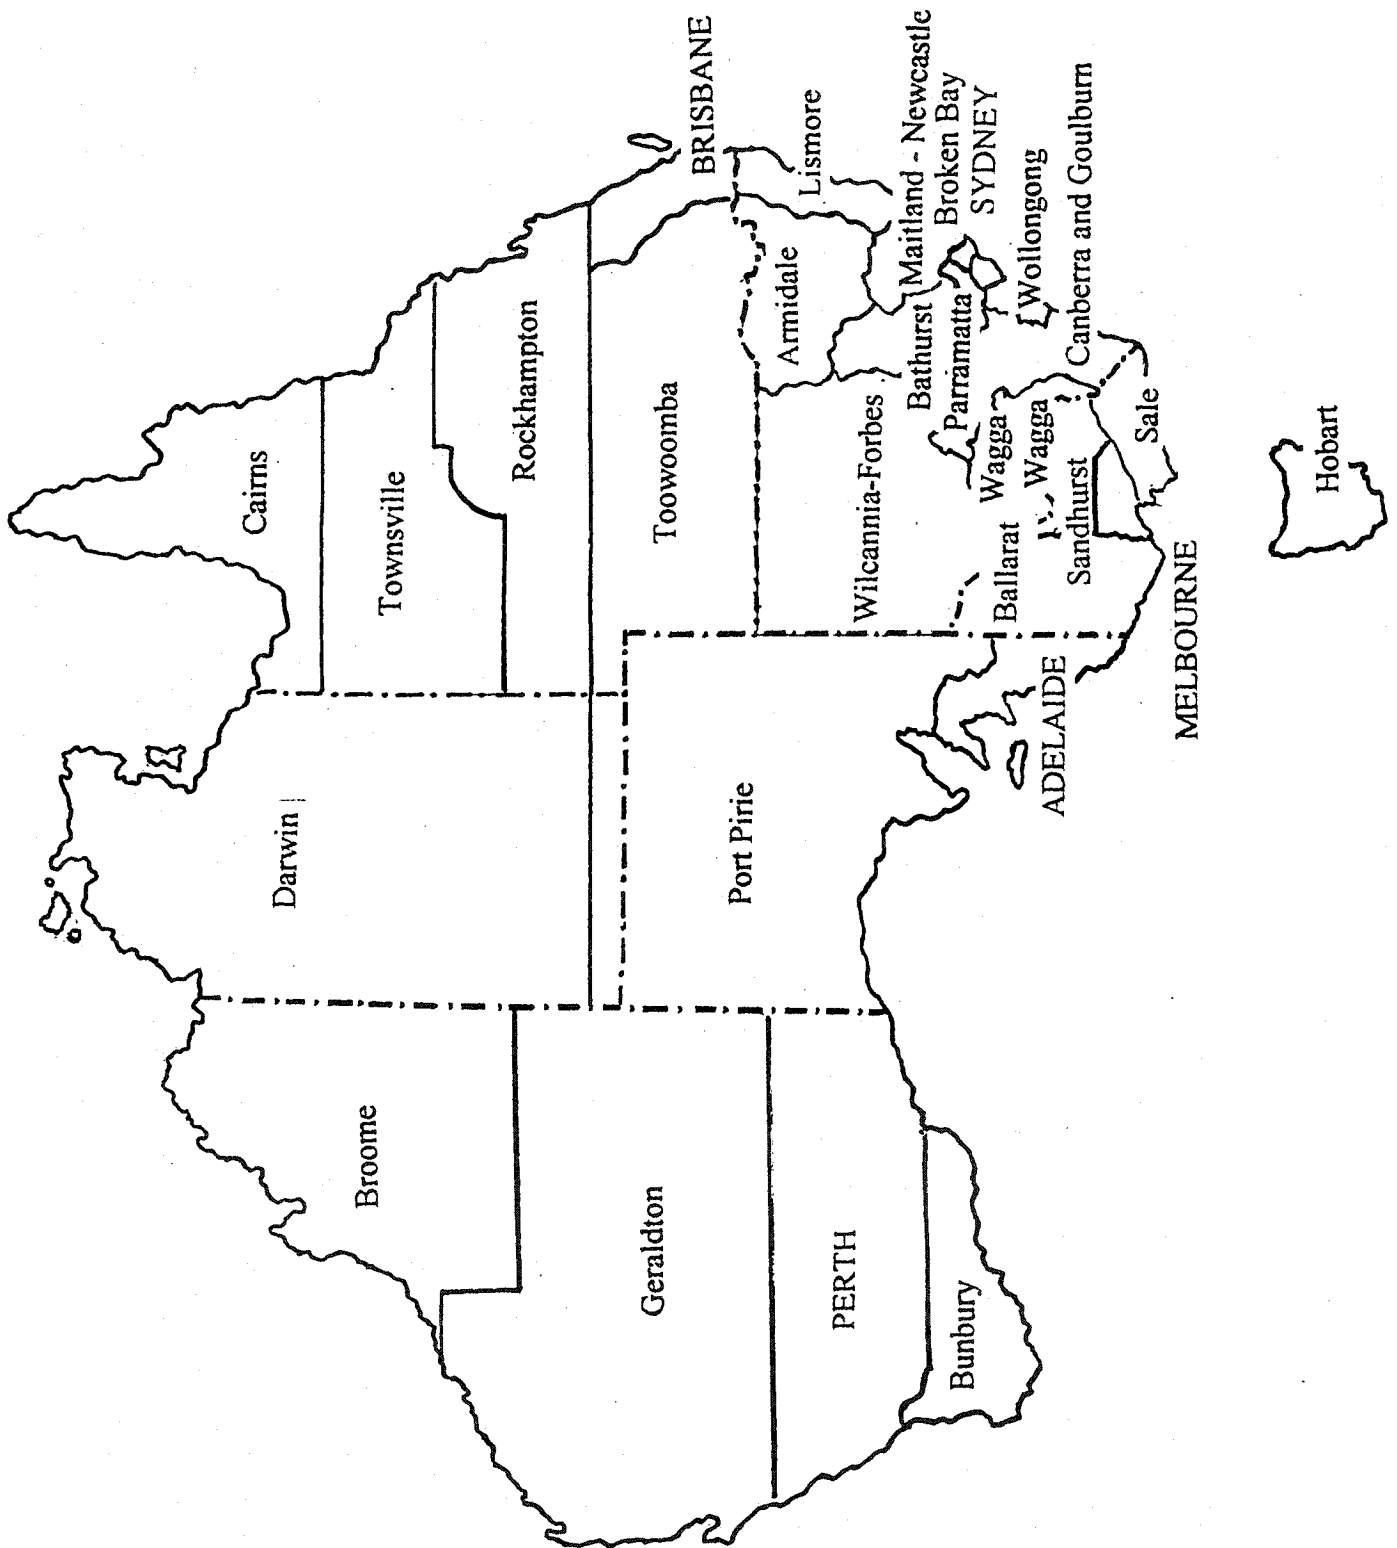 Cairns
Townsville
Rockhampton
Toowoomba
BRISBANE
Lismore
Armidale
Maitland - Newcastle
Broken Bay
SYDNEY
Bathurst
Parramatta
Wollongong
Canberra and Goulburn
Wilcannia-Forbes
Wagga
Wagga
Ballarat
Sandhurst
Sale
MELBOURNE
Hobart
Darwin
Port Pirie
ADELAIDE
Broome
Geraldton
PERTH
Bunbury